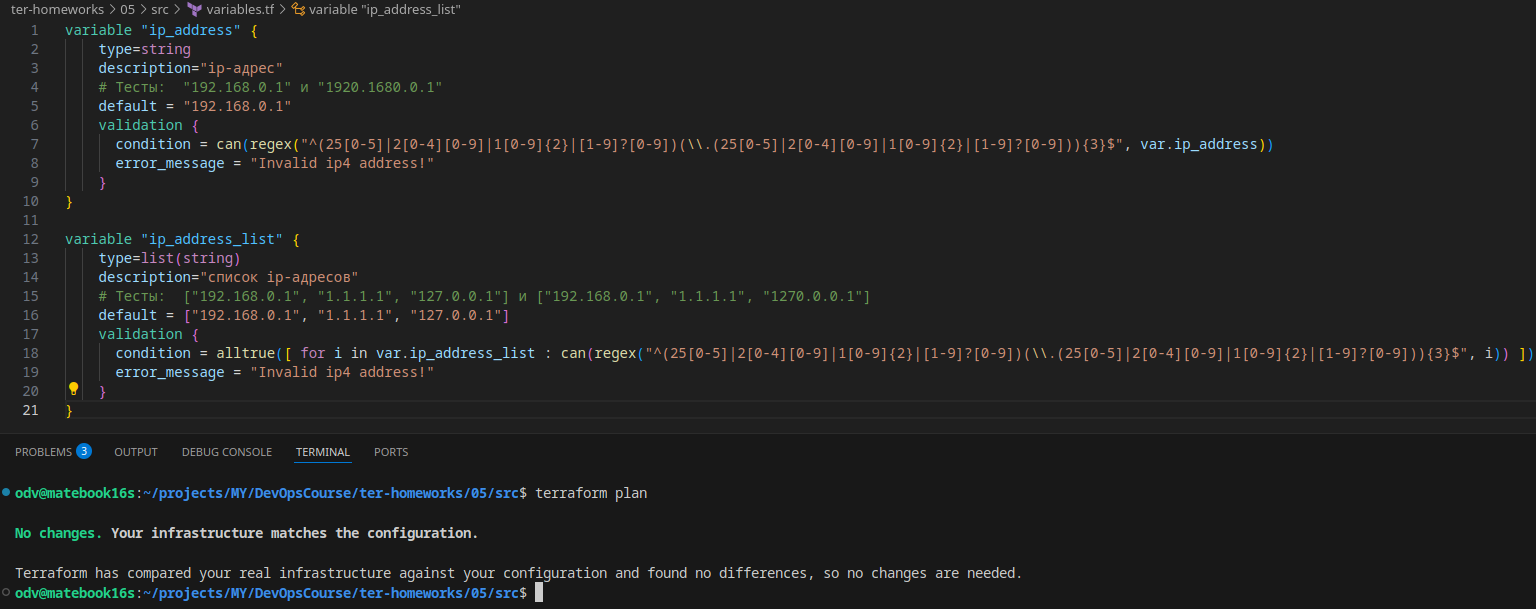 ter-homeworks > 05 > src > variables.tf > variable "ip_address_list"
1 variable "ip_address" {
2     type=string
3     description="ip-адрес"
4     # Тесты:  "192.168.0.1" и "1920.1680.0.1"
5     default = "192.168.0.1"
6     validation {
7       condition = can(regex("^(25[0-5]|2[0-4][0-9]|1[0-9]{2}|[1-9]?[0-9])(\\.(25[0-5]|2[0-4][0-9]|1[0-9]{2}|[1-9]?[0-9])){3}$", var.ip_address))
8       error_message = "Invalid ip4 address!"
9     }
10 }
11
12 variable "ip_address_list" {
13     type=list(string)
14     description="список ip-адресов"
15     # Тесты:  ["192.168.0.1", "1.1.1.1", "127.0.0.1"] и ["192.168.0.1", "1.1.1.1", "1270.0.0.1"]
16     default = ["192.168.0.1", "1.1.1.1", "127.0.0.1"]
17     validation {
18       condition = alltrue([ for i in var.ip_address_list : can(regex("^(25[0-5]|2[0-4][0-9]|1[0-9]{2}|[1-9]?[0-9])(\\.(25[0-5]|2[0-4][0-9]|1[0-9]{2}|[1-9]?[0-9])){3}$", i)) ])
19       error_message = "Invalid ip4 address!"
20     }
21 }
PROBLEMS 3 OUTPUT DEBUG CONSOLE TERMINAL PORTS
odv@matebook16s:~/projects/MY/DevOpsCourse/ter-homeworks/05/src$ terraform plan
No changes. Your infrastructure matches the configuration.
Terraform has compared your real infrastructure against your configuration and found no differences, so no changes are needed.
odv@matebook16s:~/projects/MY/DevOpsCourse/ter-homeworks/05/src$